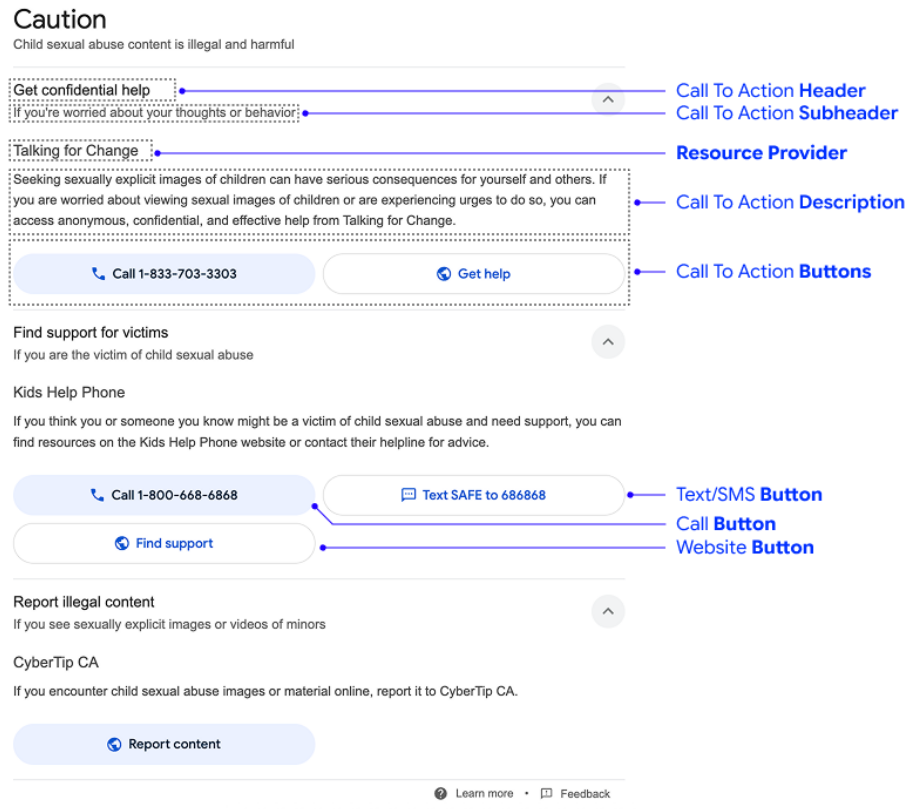 Caution
Child sexual abuse content is illegal and harmful
Get confidential help
Call To Action Header
If you're worried about your thoughts or behavior
Call To Action Subheader
Talking for Change
Resource Provider
Seeking sexually explicit images of children can have serious consequences for yourself and others. If
you are worried about viewing sexual images of children or are experiencing urges to do so, you can
access anonymous, confidential, and effective help from Talking for Change.
Call To Action Description
Call 1-833-703-3303
Get help
Call To Action Buttons
Find support for victims
If you are the victim of child sexual abuse
Kids Help Phone
If you think you or someone you know might be a victim of child sexual abuse and need support, you can
find resources on the Kids Help Phone website or contact their helpline for advice.
Call 1-800-668-6868
Text SAFE to 686868
Text/SMS Button
Call Button
Find support
Website Button
Report illegal content
If you see sexually explicit images or videos of minors
CyberTip CA
If you encounter child sexual abuse images or material online, report it to CyberTip CA.
Report content
Learn more • Feedback